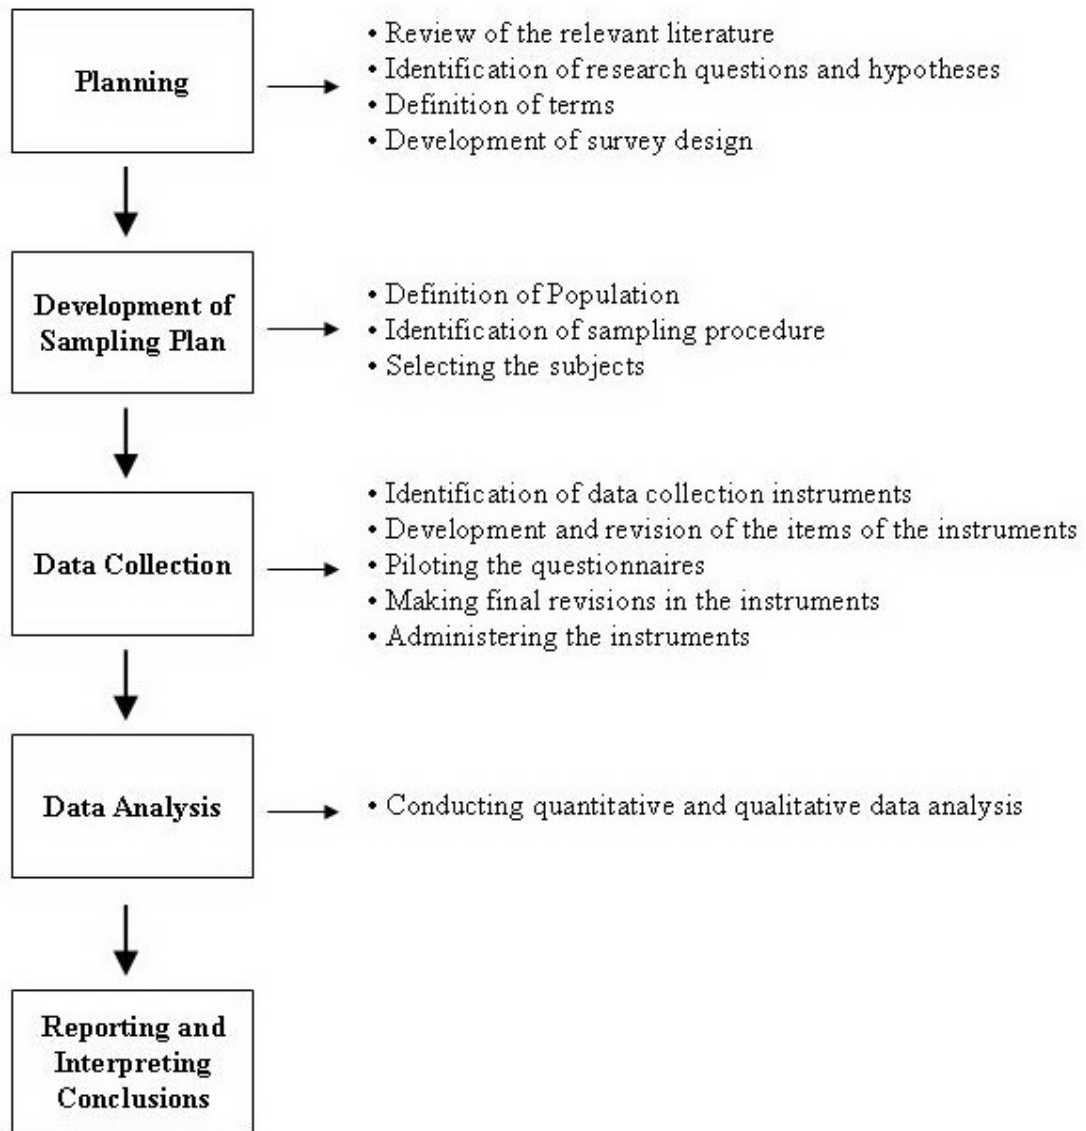 Planning
• Review of the relevant literature
• Identification of research questions and hypotheses
• Definition of terms
• Development of survey design
Development of
Sampling Plan
• Definition of Population
• Identification of sampling procedure
• Selecting the subjects
Data Collection
• Identification of data collection instruments
• Development and revision of the items of the instruments
• Piloting the questionnaires
• Making final revisions in the instruments
• Administering the instruments
Data Analysis
• Conducting quantitative and qualitative data analysis
Reporting and
Interpreting
Conclusions